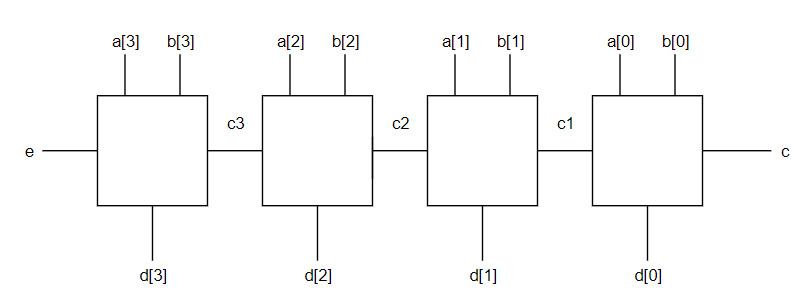 a[3] b[3] a[2] b[2] a[1] b[1] a[0] b[0]
c3 c2 c1
e c
d[3] d[2] d[1] d[0]